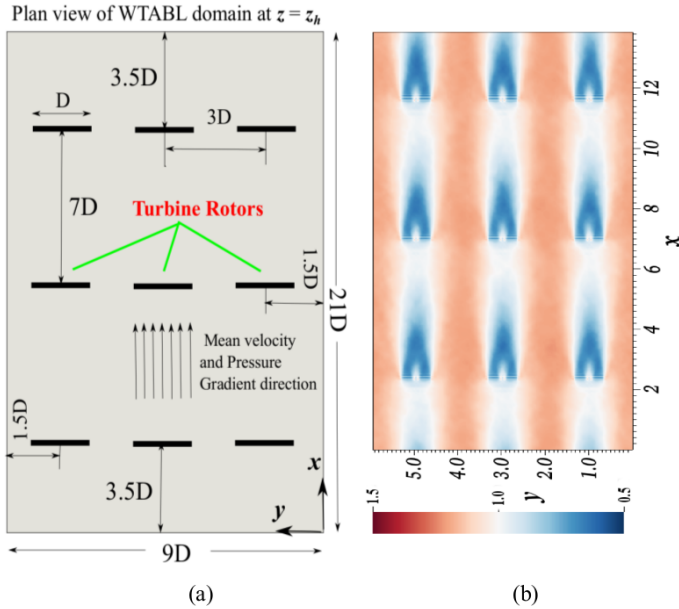 Plan view of WTABL domain at z = z_h
3.5D
D
3D
7D
Turbine Rotors
1.5D
21D
Mean velocity
and Pressure
Gradient direction
1.5D
3.5D
x
y
9D
(a)
12
10
8
6
4
2
x
5.0
4.0
3.0
2.0
1.0
y
1.5
1.0
0.5
(b)